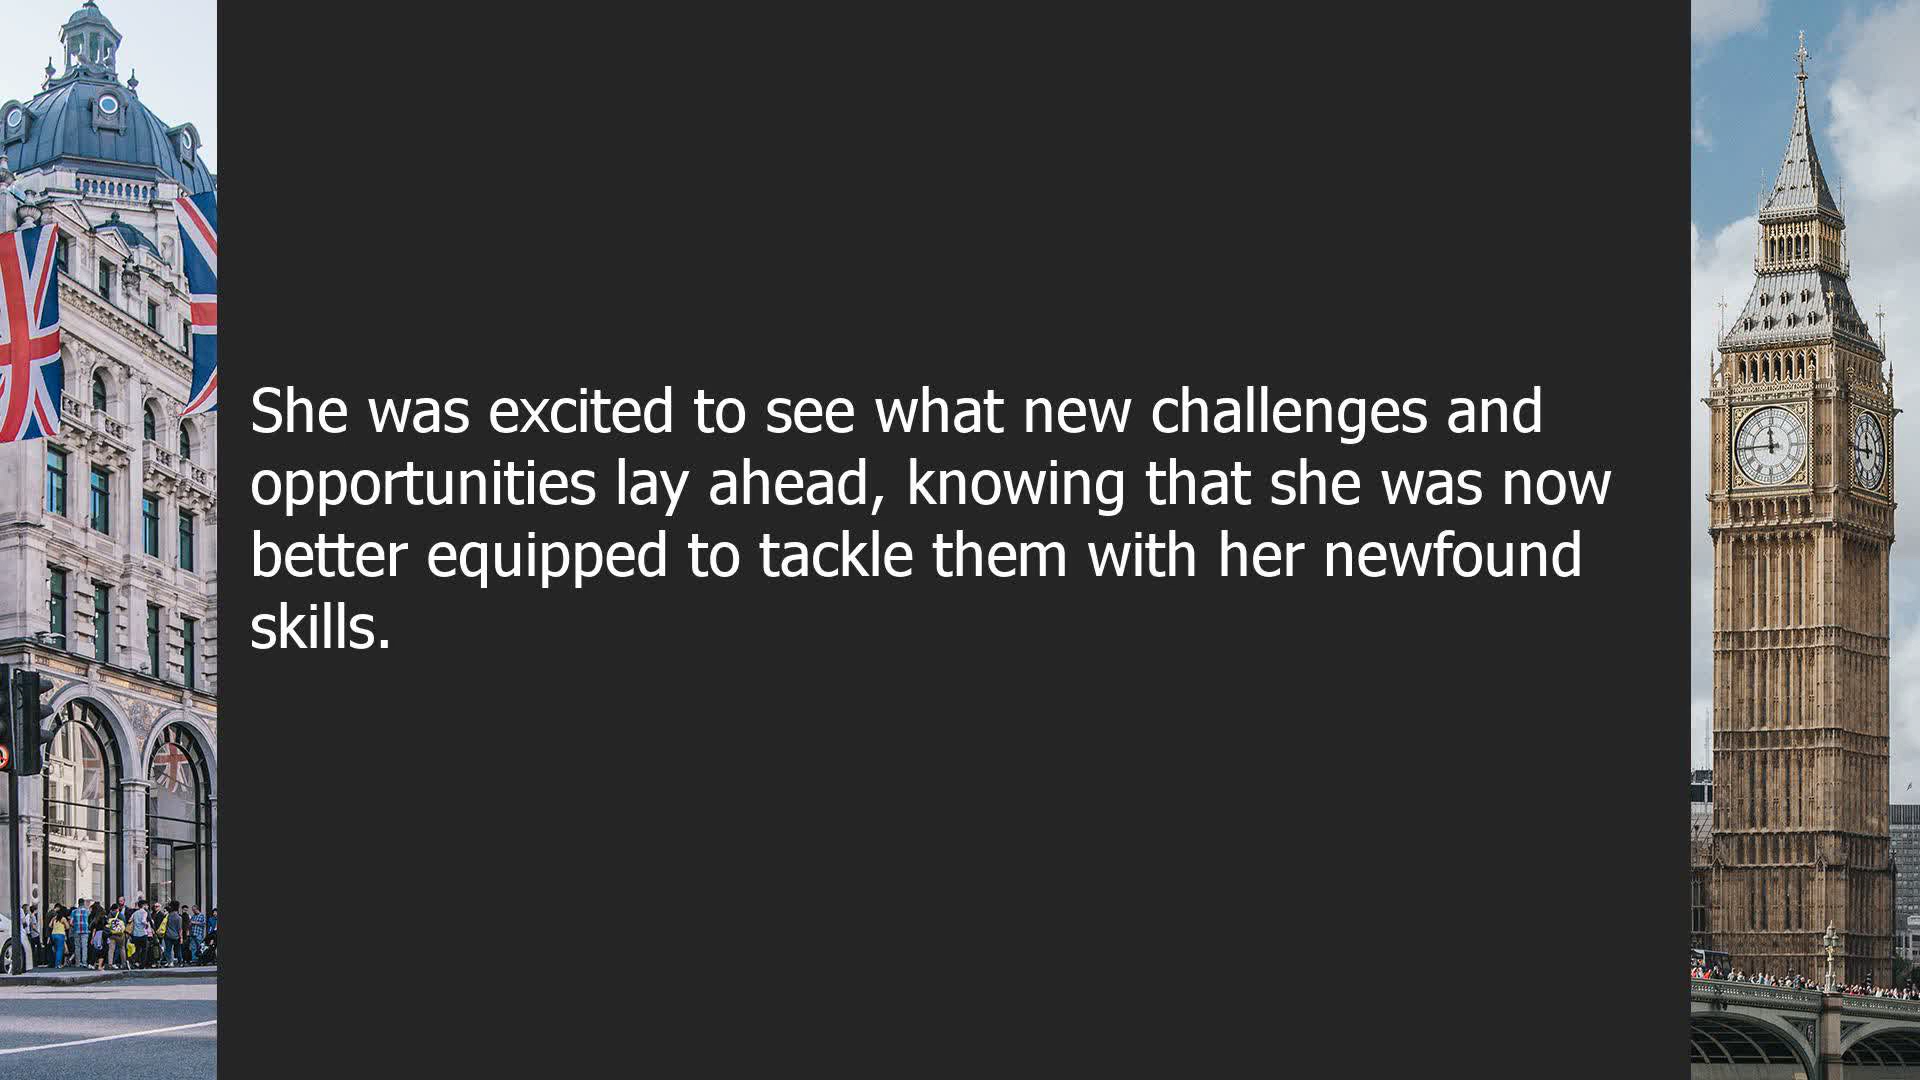 She was excited to see what new challenges and
opportunities lay ahead, knowing that she was now
better equipped to tackle them with her newfound
skills.